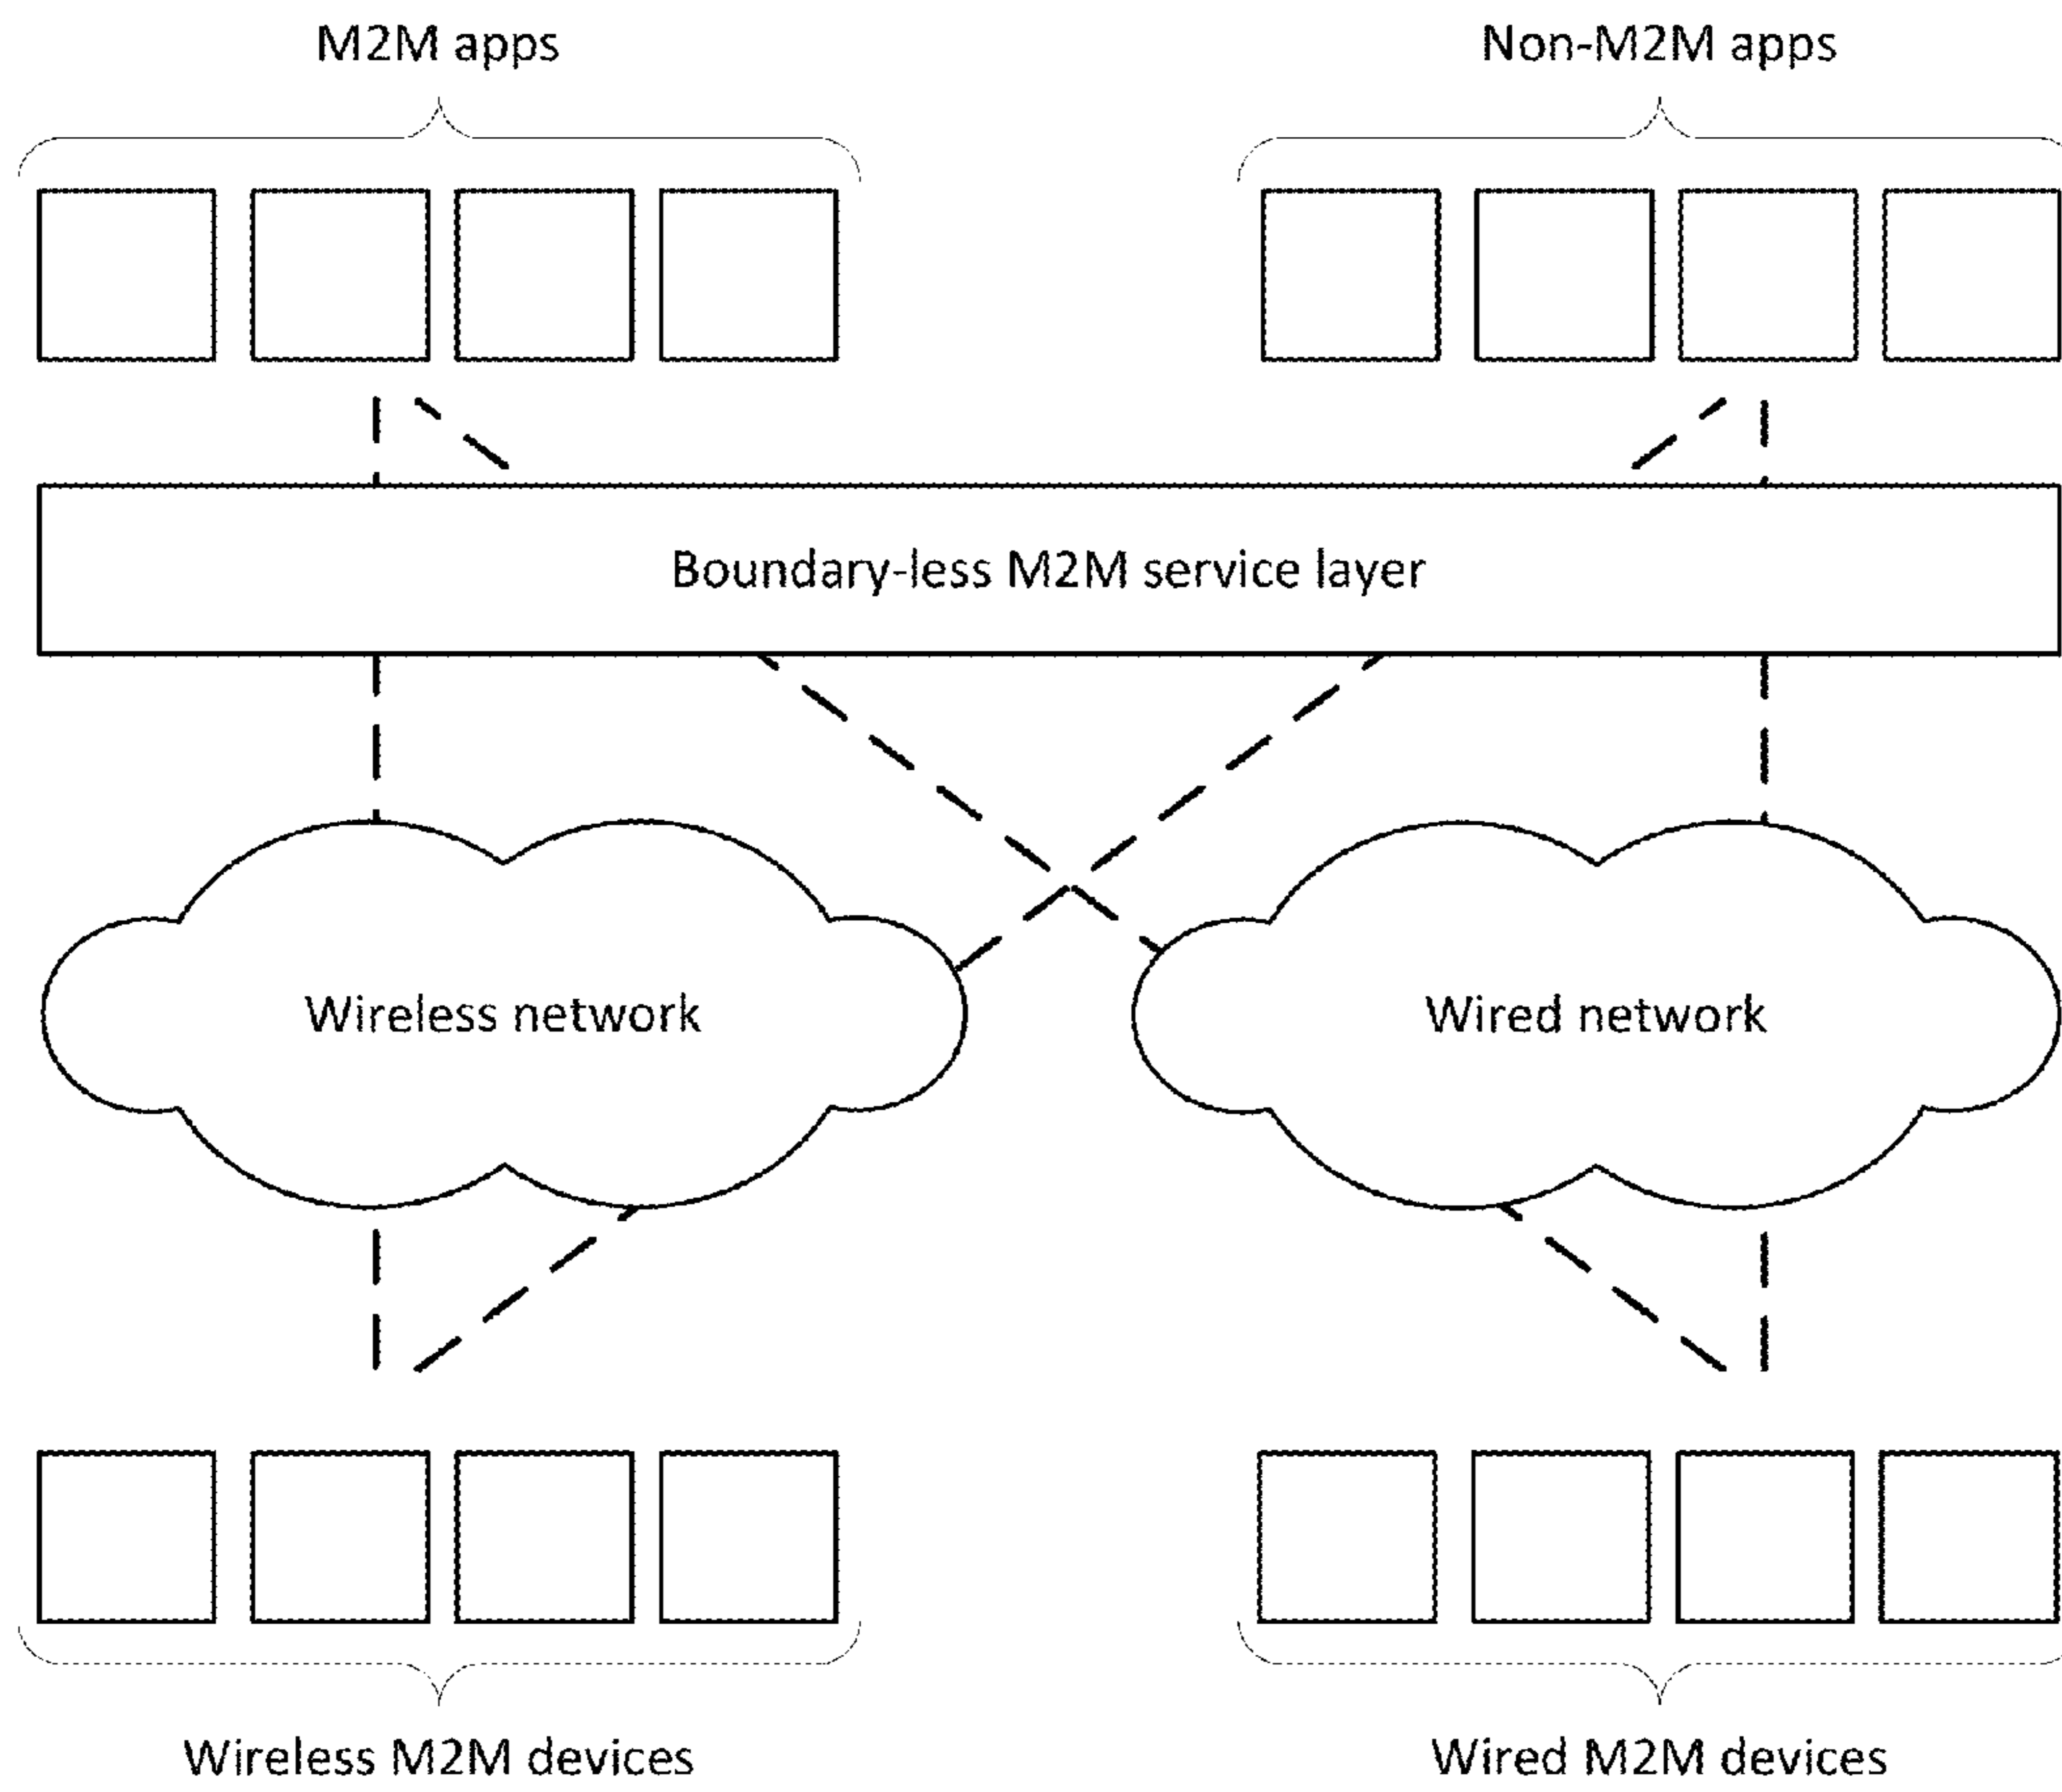 M2M apps
Non-M2M apps
Boundary-less M2M service layer
Wireless network
Wired network
Wireless M2M devices
Wired M2M devices